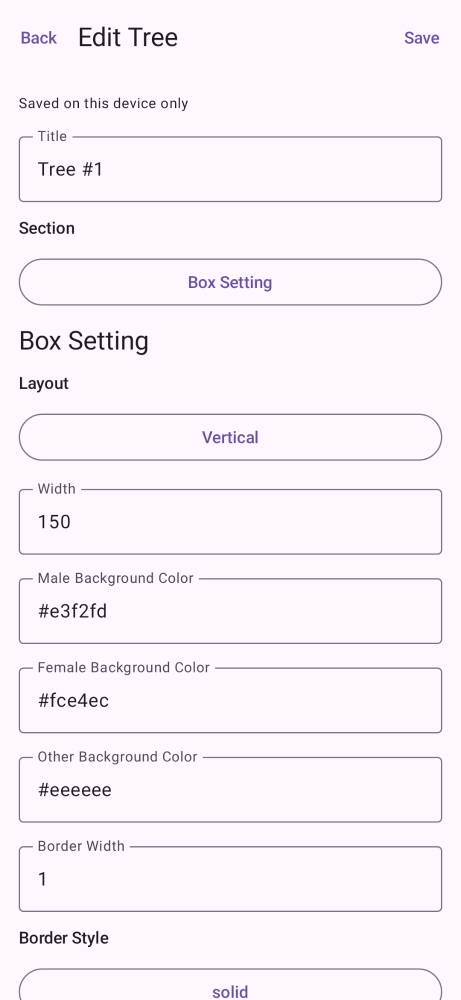 Back Edit Tree Save
Saved on this device only
Title
Tree #1
Section
Box Setting
Box Setting
Layout
Vertical
Width
150
Male Background Color
#e3f2fd
Female Background Color
#fce4ec
Other Background Color
#eeeeee
Border Width
1
Border Style
solid